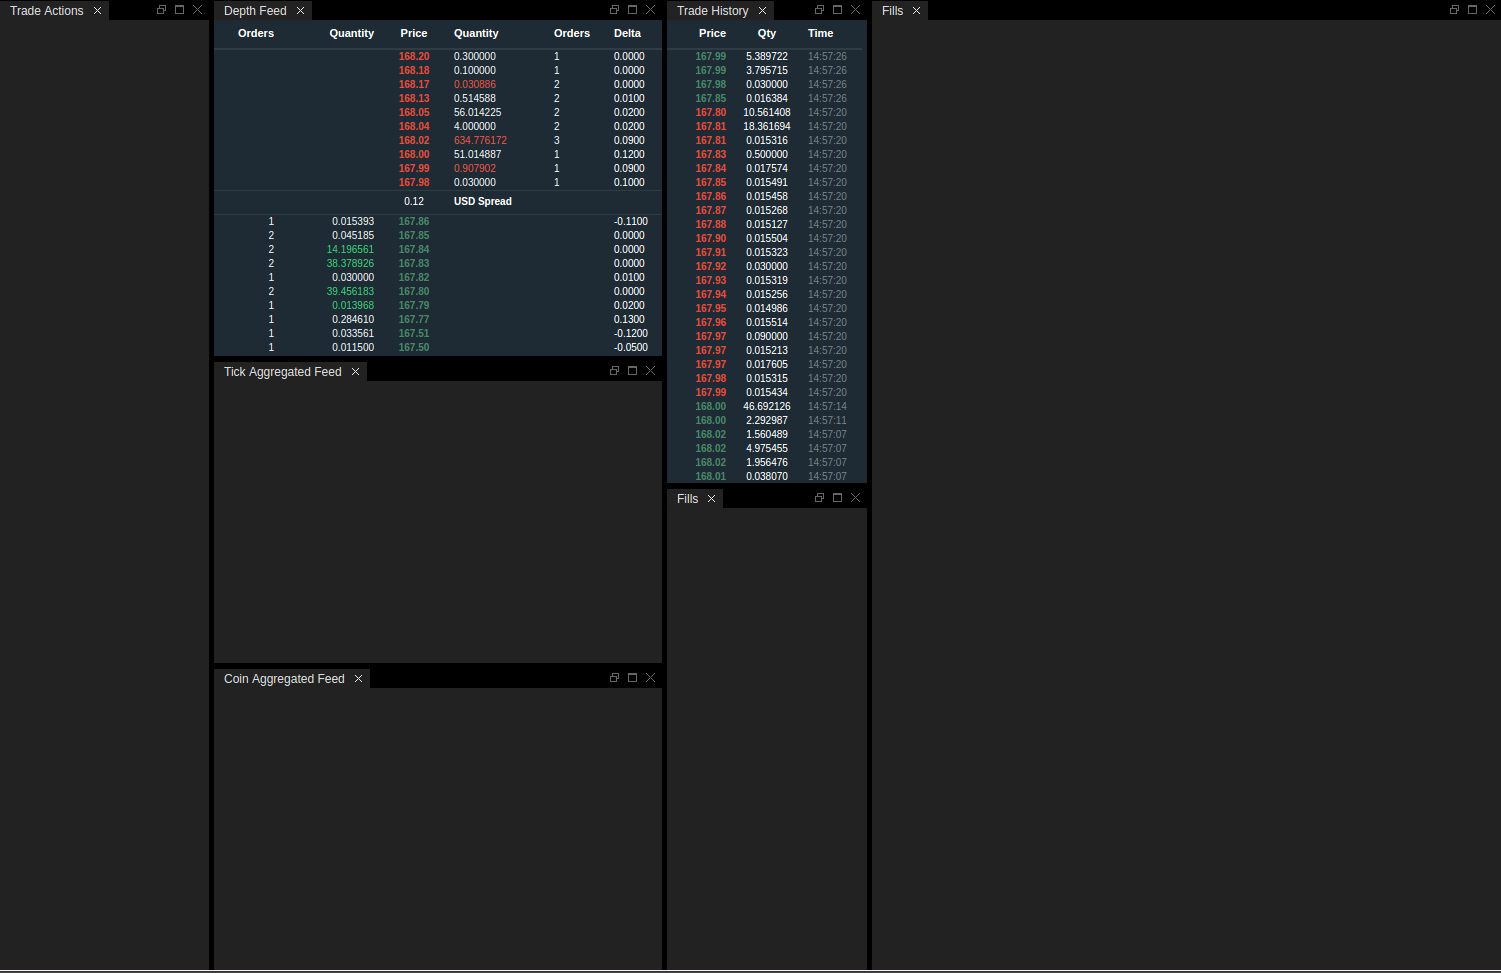 Trade Actions
Depth Feed
Orders Quantity Price Quantity Orders Delta
168.20 0.300000 1 0.0000
168.18 0.100000 1 0.0000
168.17 0.030886 2 0.0000
168.13 0.514588 2 0.0100
168.05 56.014225 2 0.0200
168.04 4.000000 2 0.0200
168.02 634.776172 3 0.0900
168.00 51.014887 1 0.1200
167.99 0.907902 1 0.0900
167.98 0.030000 1 0.1000
0.12 USD Spread
1 0.015393 167.86 -0.1100
2 0.045185 167.85 0.0000
2 14.196561 167.84 0.0000
2 38.378926 167.83 0.0000
1 0.030000 167.82 0.0100
2 39.456183 167.80 0.0000
1 0.013968 167.79 0.0200
1 0.284610 167.77 0.1300
1 0.033561 167.51 -0.1200
1 0.011500 167.50 -0.0500
Tick Aggregated Feed
Coin Aggregated Feed
Trade History
Price Qty Time
167.99 5.389722 14:57:26
167.99 3.795715 14:57:26
167.98 0.030000 14:57:26
167.85 0.016384 14:57:26
167.80 10.561408 14:57:20
167.81 18.361694 14:57:20
167.81 0.015316 14:57:20
167.83 0.500000 14:57:20
167.84 0.017574 14:57:20
167.85 0.015491 14:57:20
167.86 0.015458 14:57:20
167.87 0.015268 14:57:20
167.88 0.015127 14:57:20
167.90 0.015504 14:57:20
167.91 0.015323 14:57:20
167.92 0.030000 14:57:20
167.93 0.015319 14:57:20
167.94 0.015256 14:57:20
167.95 0.014986 14:57:20
167.96 0.015514 14:57:20
167.97 0.090000 14:57:20
167.97 0.015213 14:57:20
167.97 0.017605 14:57:20
167.98 0.015315 14:57:20
167.99 0.015434 14:57:20
168.00 46.692126 14:57:14
168.00 2.292987 14:57:11
168.02 1.560489 14:57:07
168.02 4.975455 14:57:07
168.02 1.956476 14:57:07
168.01 0.038070 14:57:07
Fills
Fills